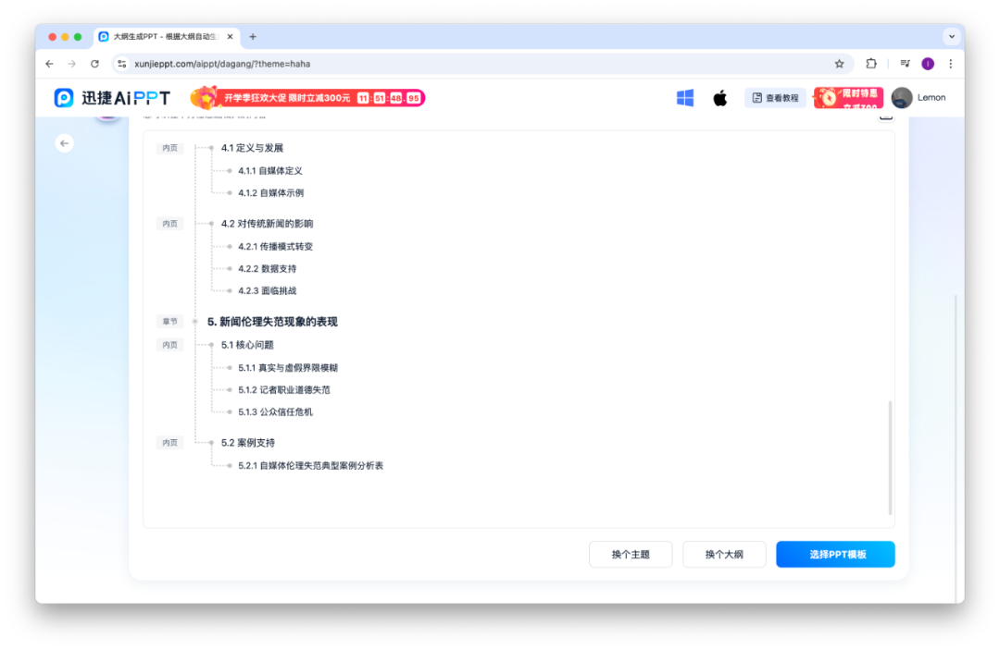 大纲生成PPT - 根据大纲自动生
xunjieppt.com/aippt/dagang/?theme=haha
迅捷AiPPT
开学季狂欢大促 限时立减300元 11:51:48.95
查看教程
限时特惠
立减300
Lemon
内页
4.1 定义与发展
4.1.1 自媒体定义
4.1.2 自媒体示例
内页
4.2 对传统新闻的影响
4.2.1 传播模式转变
4.2.2 数据支持
4.2.3 面临挑战
章节
5. 新闻伦理失范现象的表现
内页
5.1 核心问题
5.1.1 真实与虚假界限模糊
5.1.2 记者职业道德失范
5.1.3 公众信任危机
内页
5.2 案例支持
5.2.1 自媒体伦理失范典型案例分析表
换个主题
换个大纲
选择PPT模板